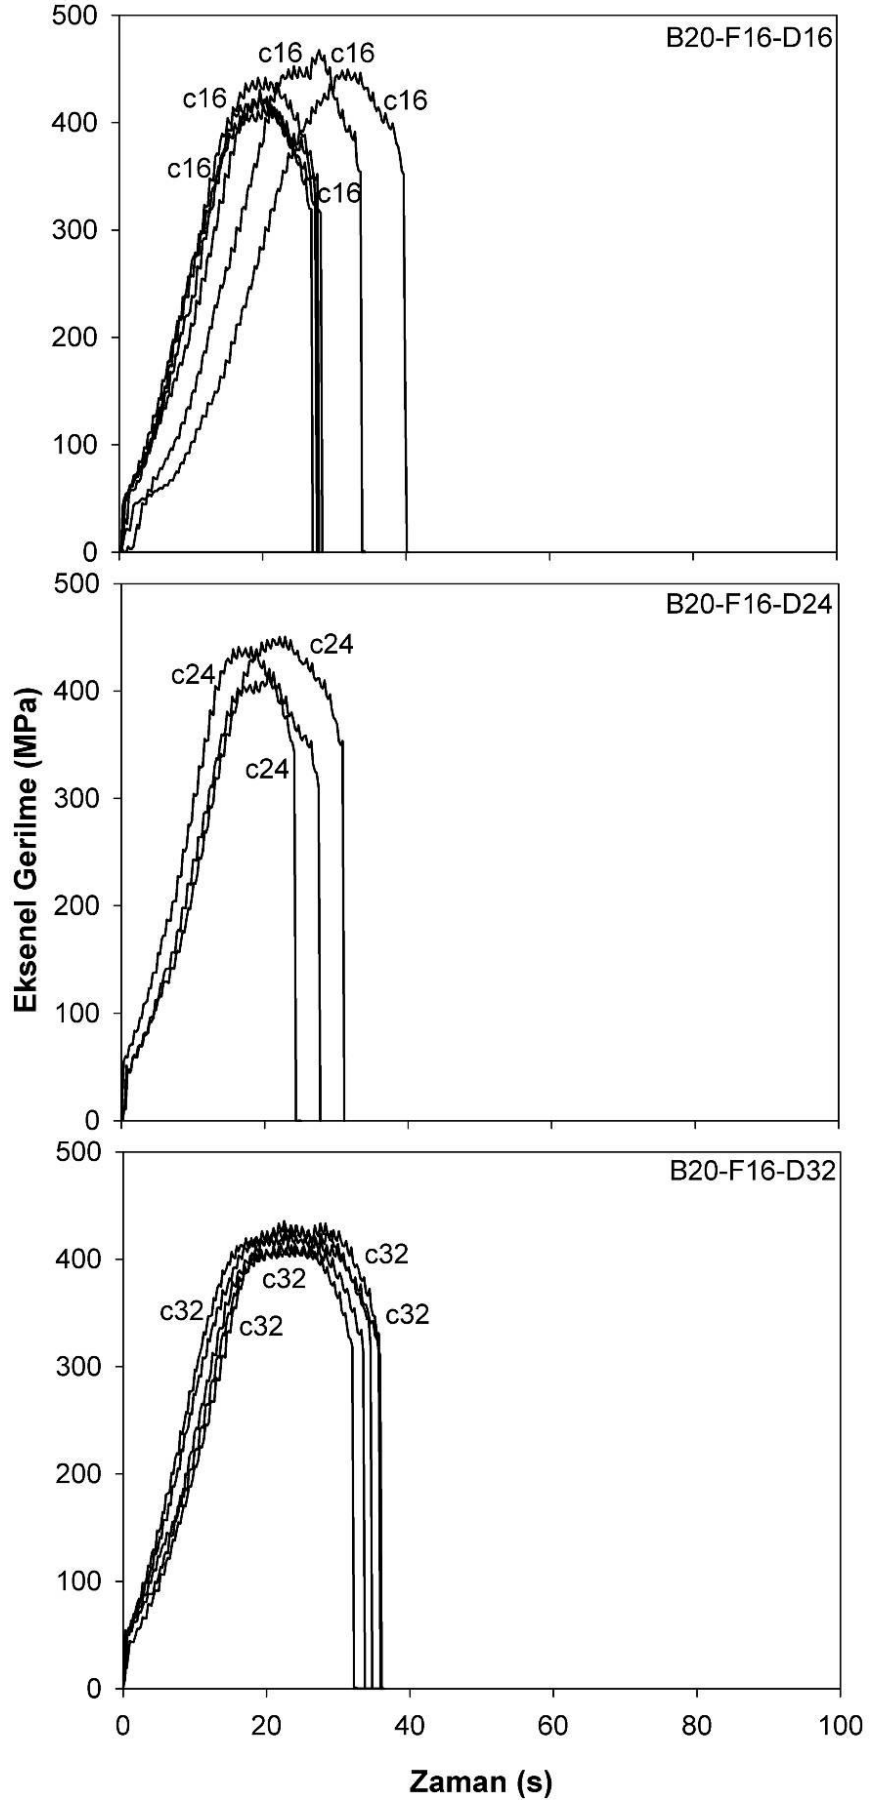 500
B20-F16-D16
c16 c16
c16 c16
400
c16
c16
300
200
100
0
500
B20-F16-D24
c24
c24
400
c24
300
200
100
0
Eksenel Gerilme (MPa)
500
B20-F16-D32
c32
400
c32
c32 c32
c32
300
200
100
0
0 20 40 60 80 100
Zaman (s)